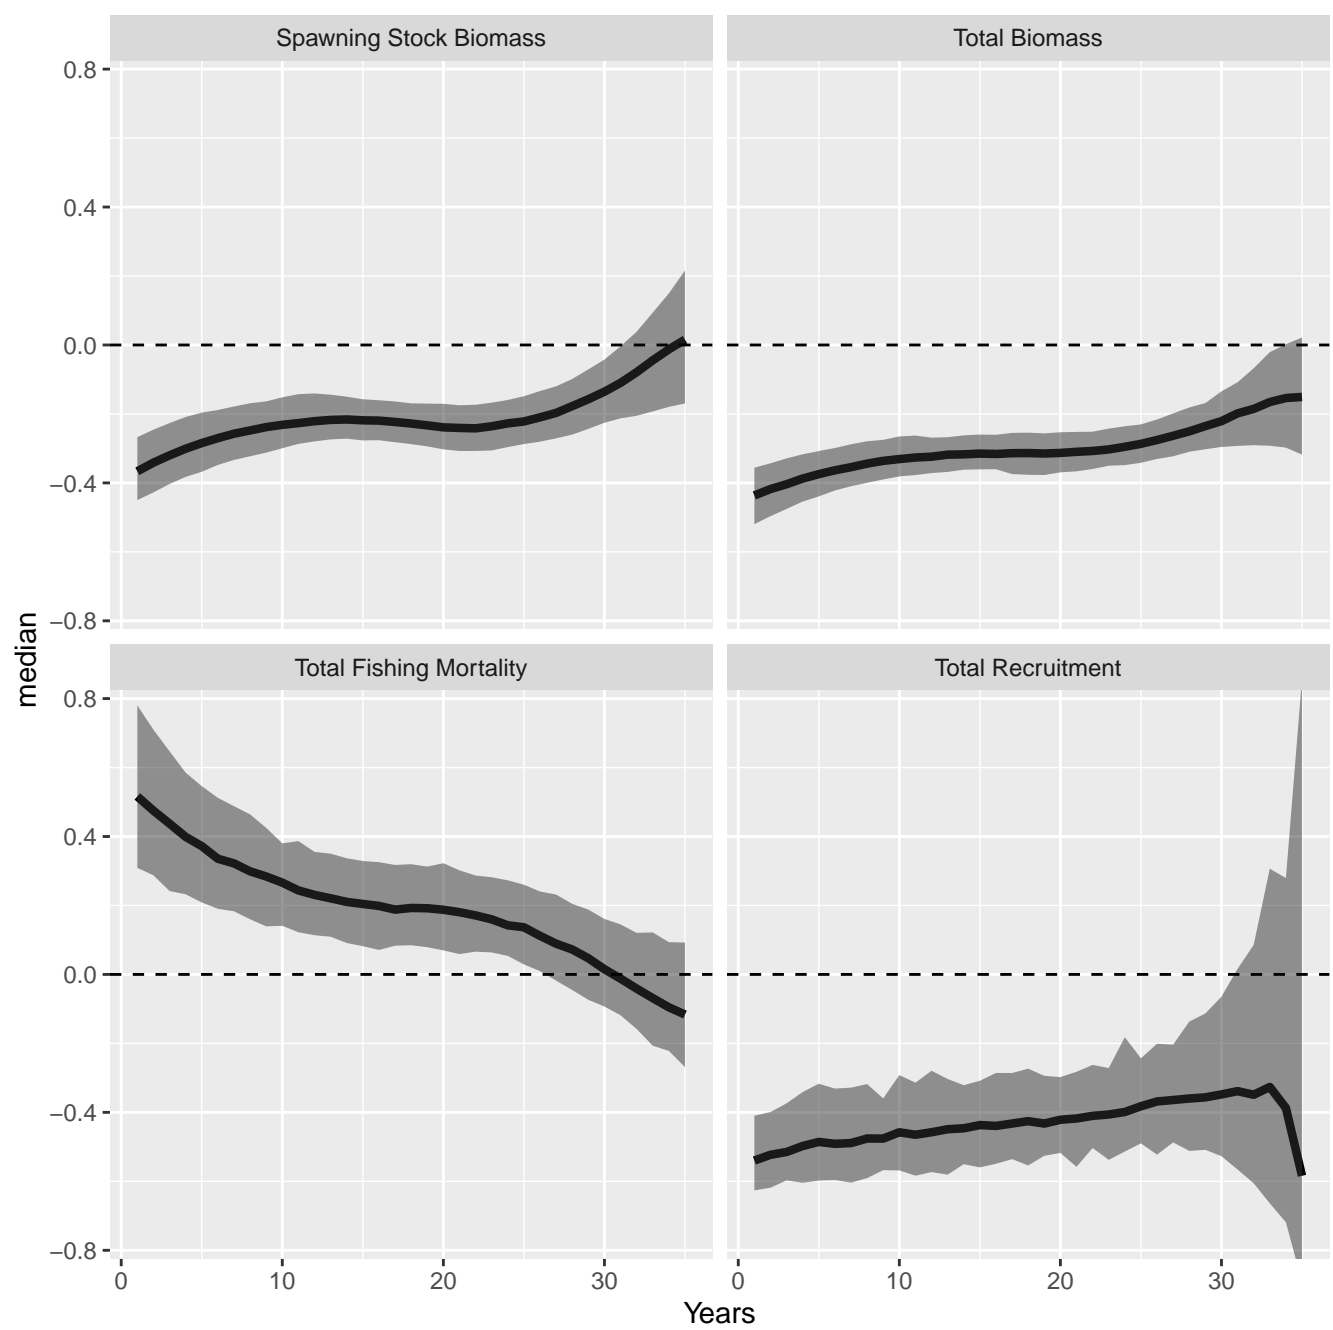 Spawning Stock Biomass
Total Biomass
0.8
0.4
0.0
−0.4
−0.8
median
Total Fishing Mortality
Total Recruitment
0.8
0.4
0.0
−0.4
−0.8
0 10 20 30
0 10 20 30
Years